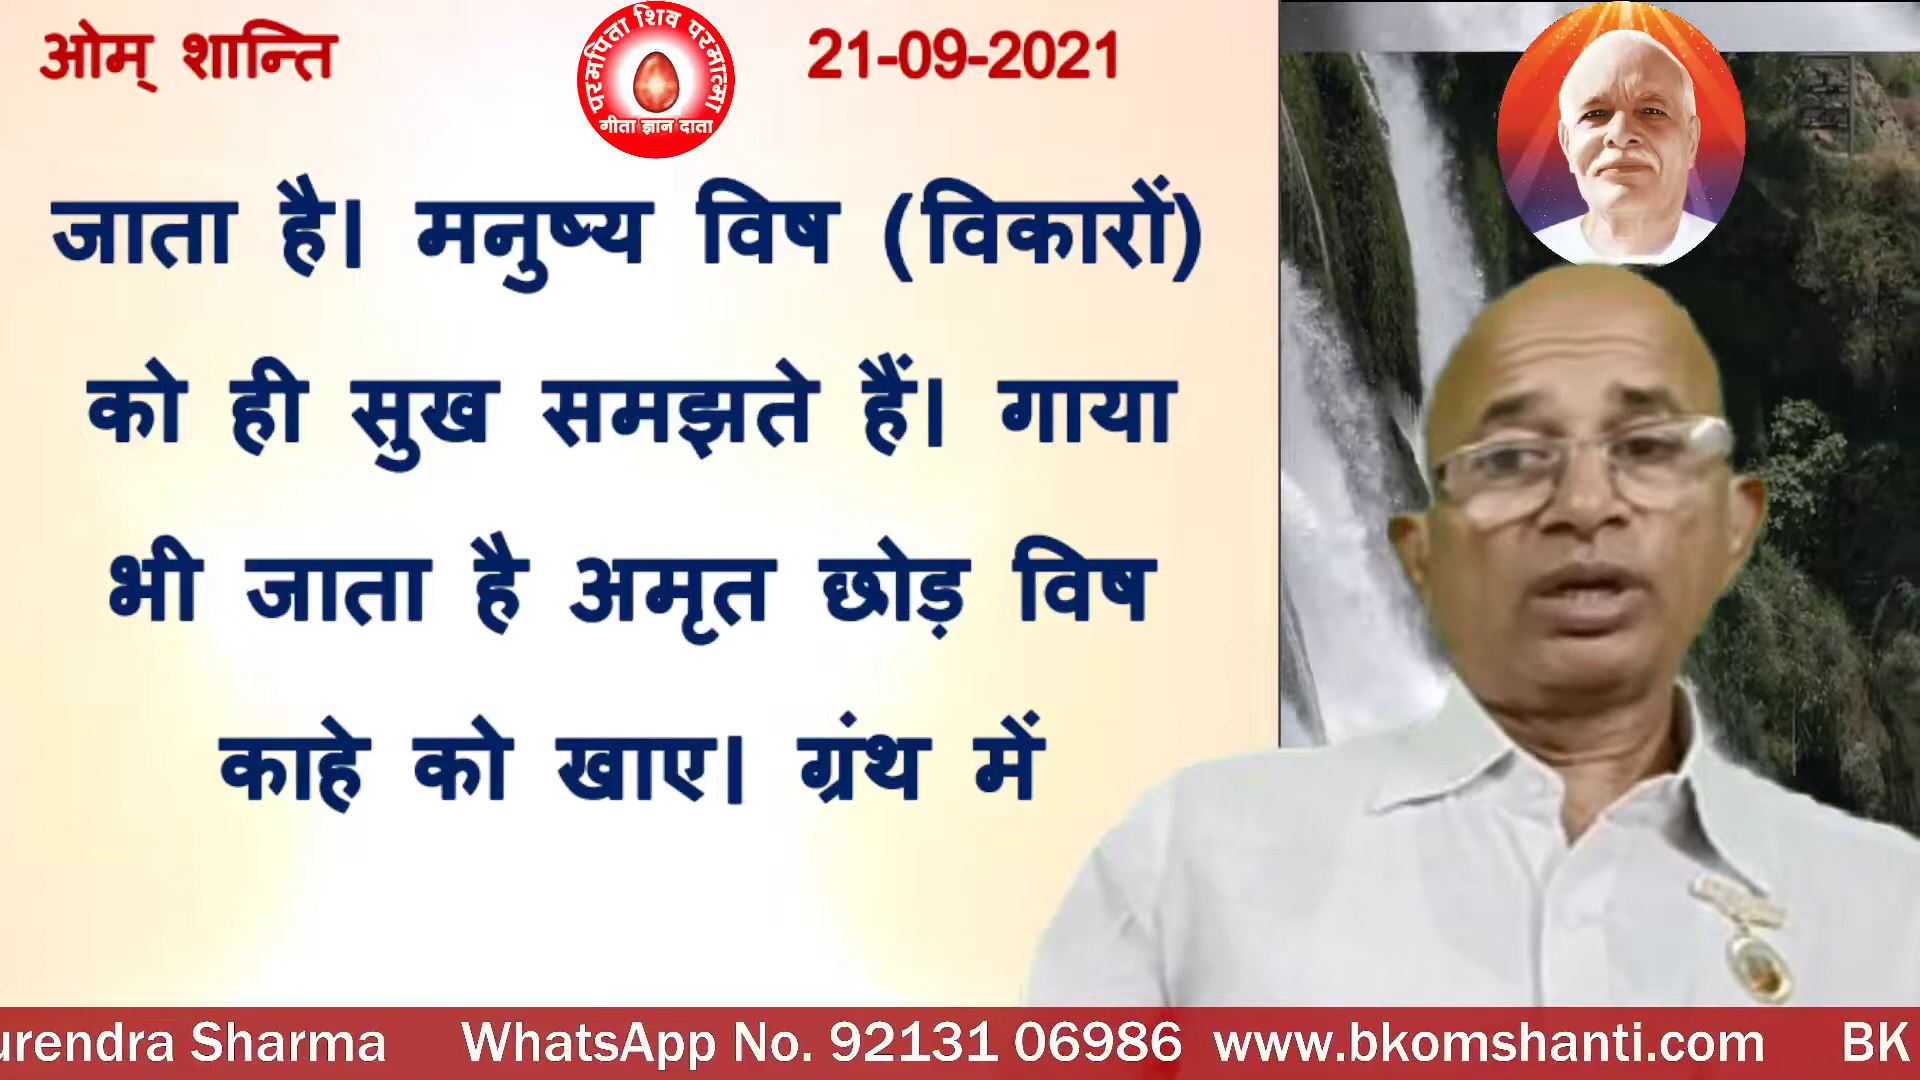 ओम् शान्ति
परमपिता शिव परमात्मा
गीता ज्ञान दाता
21-09-2021
जाता है। मनुष्य विष (विकारों)
को ही सुख समझते हैं। गाया
भी जाता है अमृत छोड़ विष
काहे को खाए। ग्रंथ में
urendra Sharma WhatsApp No. 92131 06986 www.bkomshanti.com BK